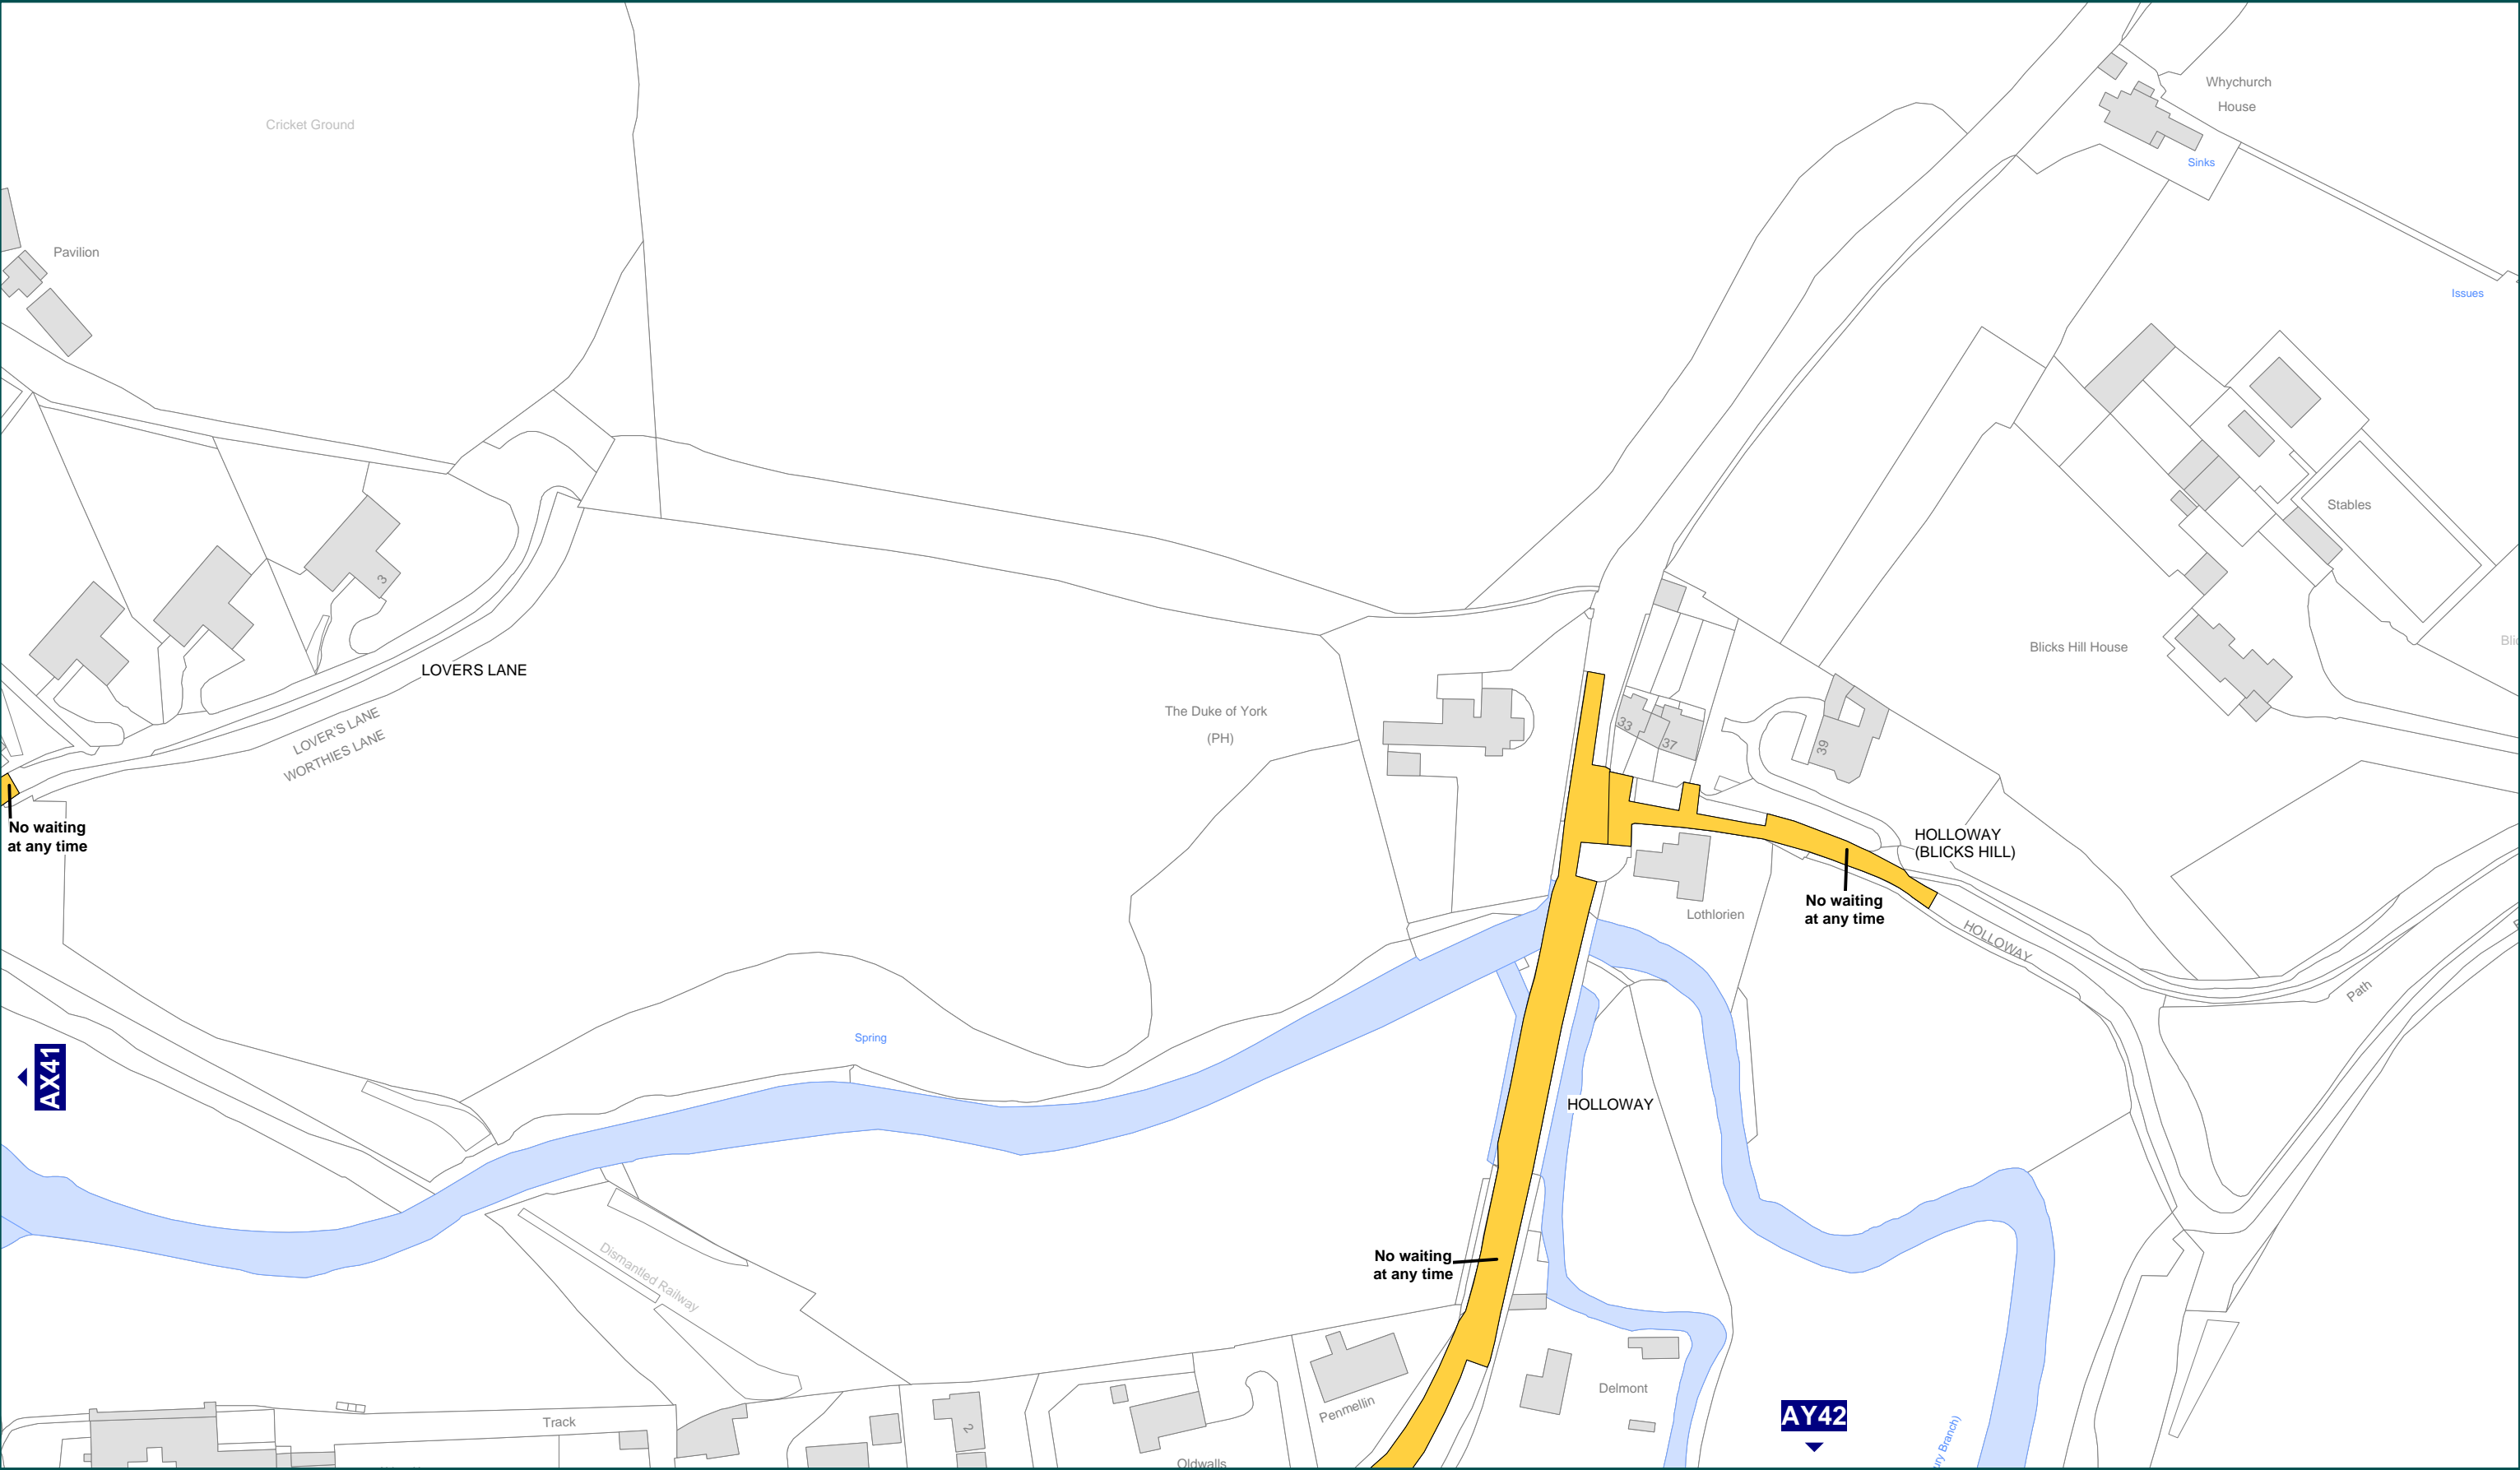 Whychurch
House
Cricket Ground
Sinks
Pavilion
Issues
Stables
3
Blicks Hill House
LOVERS LANE
The Duke of York
(PH)
LOVER'S LANE
WORTHIES LANE
33
37
39
No waiting
at any time
HOLLOWAY
(BLICKS HILL)
No waiting
at any time
Lothlorien
HOLLOWAY
Path
Spring
AX41
HOLLOWAY
No waiting
at any time
Dismantled Railway
Delmont
Penmellin
AY42
Track
2
Oldwalls